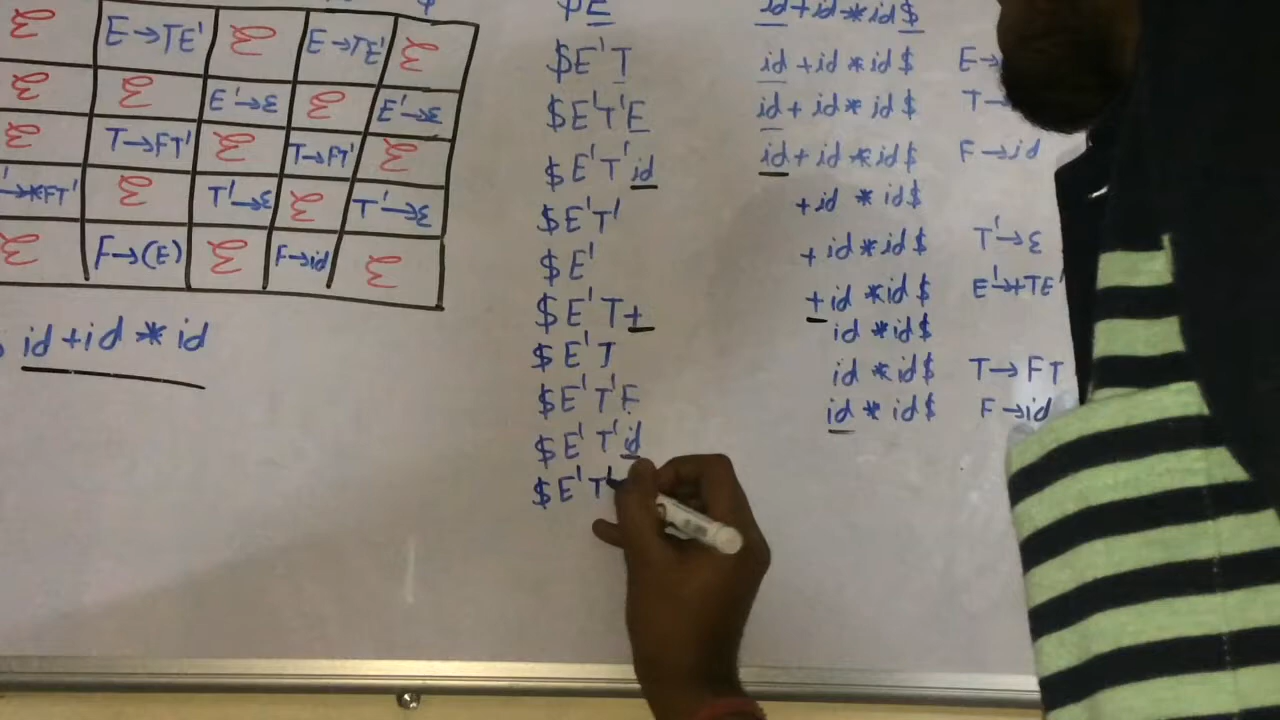 $E $id*id+id
E→TE' E→TE' $E'T $id*id+id E→
E'→ε E'→ε $E'T'F $id*id+id T→
T→FT' T→FT' $E'T'id $id*id+id F→id
→*FT' T'→ε T'→ε $E'T' $id*id+
F→(E) F→id $E' $id*id+ T'→ε
$E'T+ +id*id$ E'→+TE'
id+id*id $E'T id*id$
$E'T'F id*id$ T→FT
$E'T'id id*id$ F→id
$E'T'